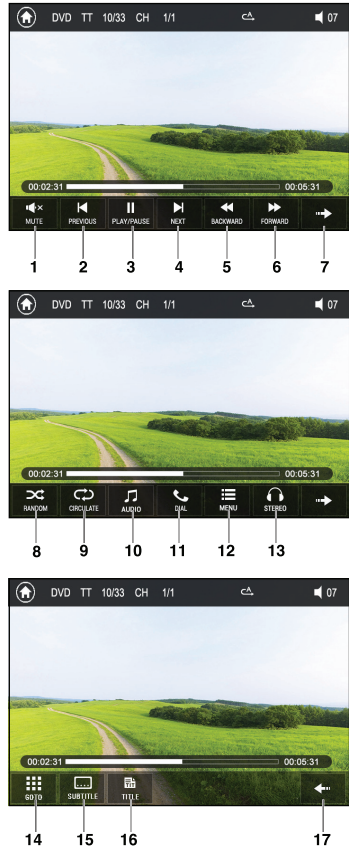 DVD TT 10/33 CH 1/1 A 07
00:02:31 00:05:31
MUTE PREVIOUS PLAY/PAUSE NEXT BACKWARD FORWARD
1 2 3 4 5 6 7
DVD TT 10/33 CH 1/1 A 07
00:02:31 00:05:31
RANDOM CIRCULATE AUDIO DIAL MENU STEREO
8 9 10 11 12 13
DVD TT 10/33 CH 1/1 A 07
00:02:31 00:05:31
GOTO SUBTITLE TITLE
14 15 16 17